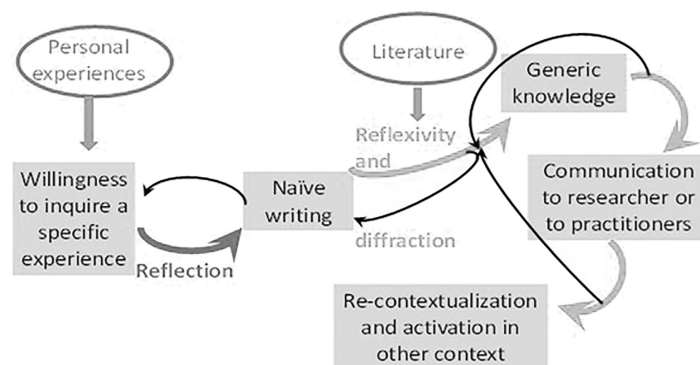 Personal
experiences
Literature
Generic
knowledge
Reflexivity
and
Willingness
to inquire a
specific
experience
Naïve
writing
Communication
to researcher or
to practitioners
diffraction
Reflection
Re-contextualization
and activation in
other context